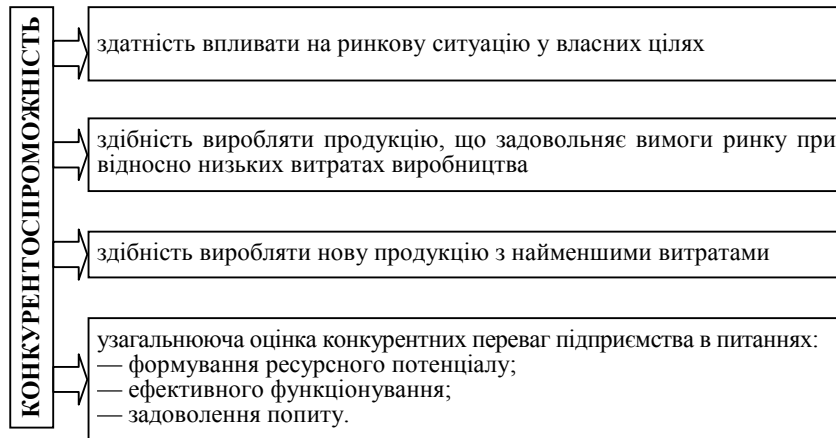 КОНКУРЕНТОСПРОМОЖНІСТЬ
здатність впливати на ринкову ситуацію у власних цілях
здібність виробляти продукцію, що задовольняє вимоги ринку при
відносно низьких витратах виробництва
здібність виробляти нову продукцію з найменшими витратами
узагальнююча оцінка конкурентних переваг підприємства в питаннях:
— формування ресурсного потенціалу;
— ефективного функціонування;
— задоволення попиту.